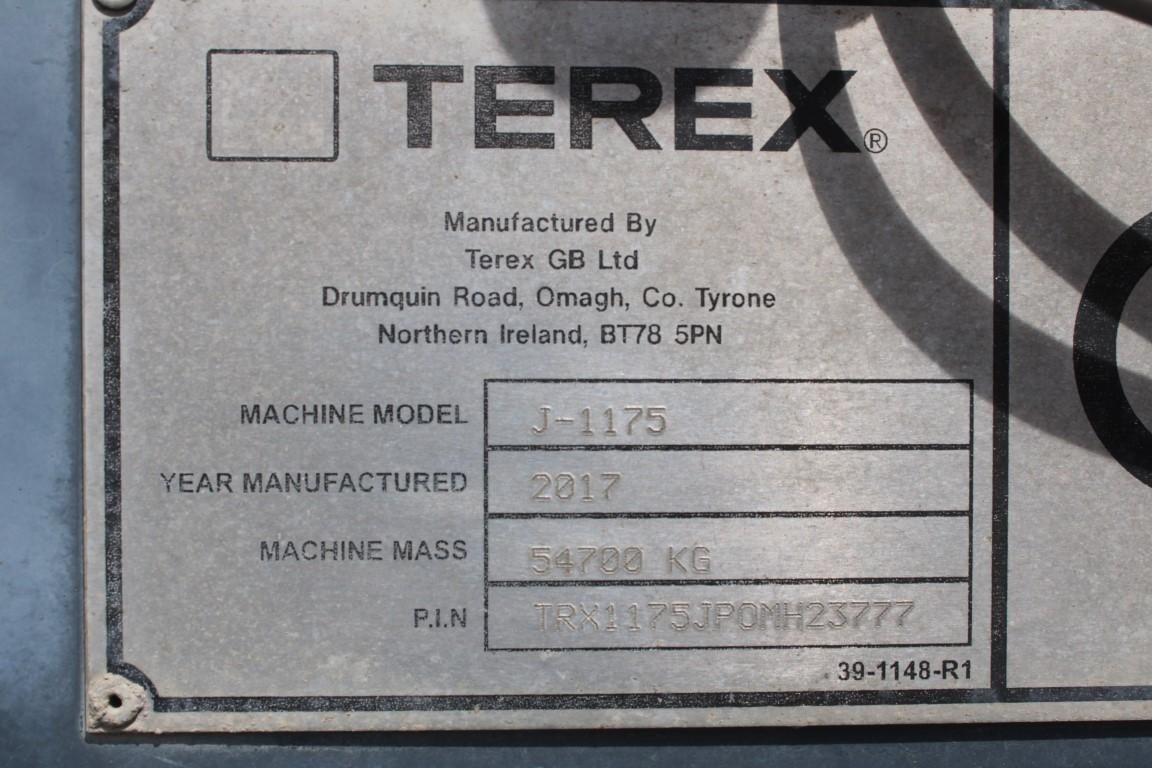 TEREX®
Manufactured By
Terex GB Ltd
Drumquin Road, Omagh, Co. Tyrone
Northern Ireland, BT78 5PN
MACHINE MODEL J-1175
YEAR MANUFACTURED 2017
MACHINE MASS 54700 KG
P.I.N TRX1175JPOMH23777
39-1148-R1